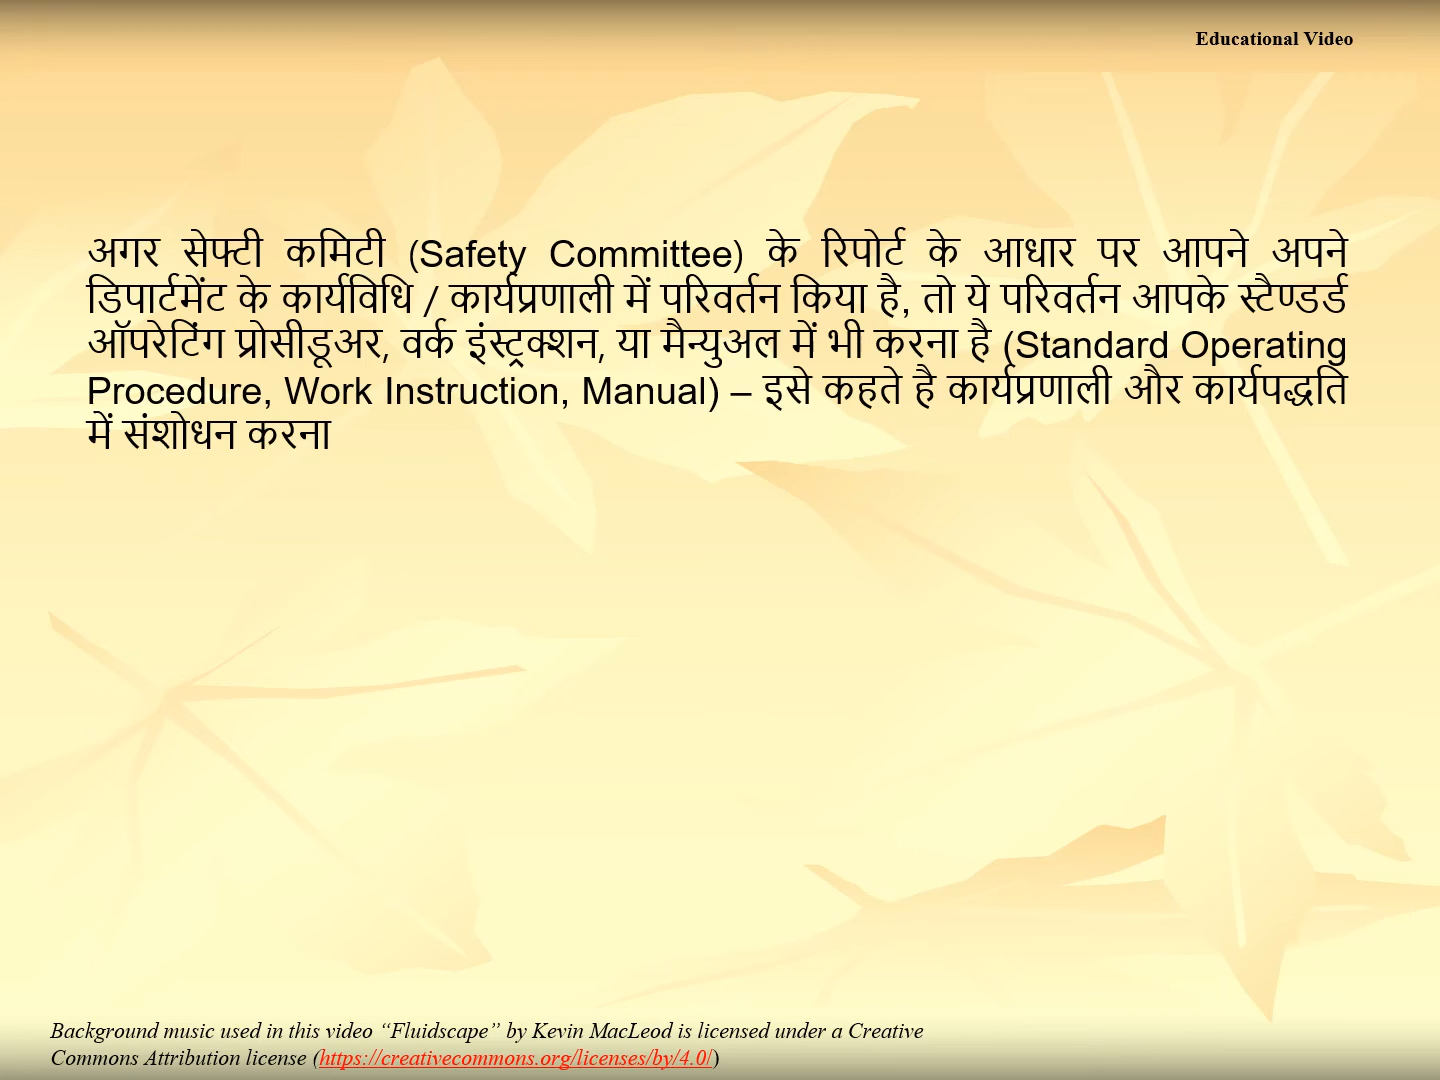 Educational Video
अगर सेफ्टी कमिटी (Safety Committee) के रिपोर्ट के आधार पर आपने अपने
डिपार्टमेंट के कार्यविधि / कार्यप्रणाली में परिवर्तन किया है, तो ये परिवर्तन आपके स्टैण्डर्ड
ऑपरेटिंग प्रोसीडूअर, वर्क इंस्ट्रक्शन, या मैन्युअल में भी करना है (Standard Operating
Procedure, Work Instruction, Manual) – इसे कहते है कार्यप्रणाली और कार्यपद्धति
में संशोधन करना
Background music used in this video “Fluidscape” by Kevin MacLeod is licensed under a Creative
Commons Attribution license (https://creativecommons.org/licenses/by/4.0/)